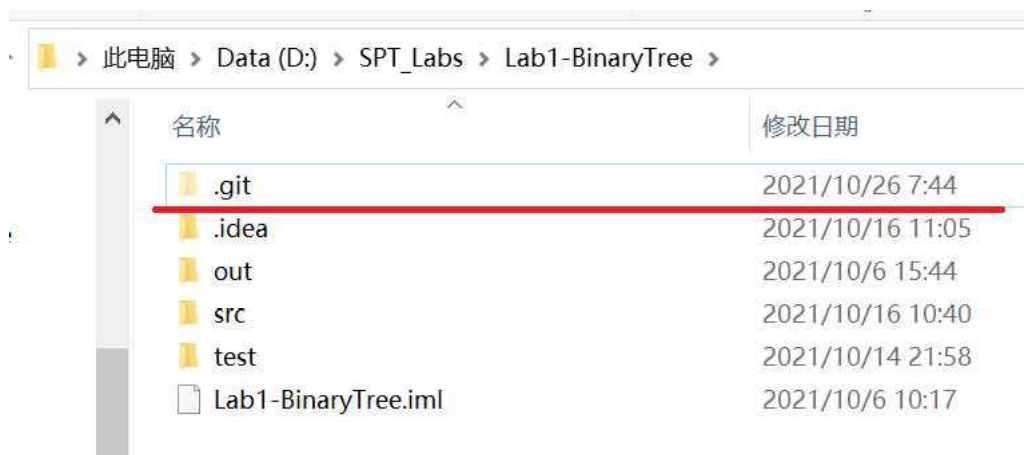 此电脑 > Data (D:) > SPT_Labs > Lab1-BinaryTree >
名称 修改日期
.git 2021/10/26 7:44
.idea 2021/10/16 11:05
out 2021/10/6 15:44
src 2021/10/16 10:40
test 2021/10/14 21:58
Lab1-BinaryTree.iml 2021/10/6 10:17